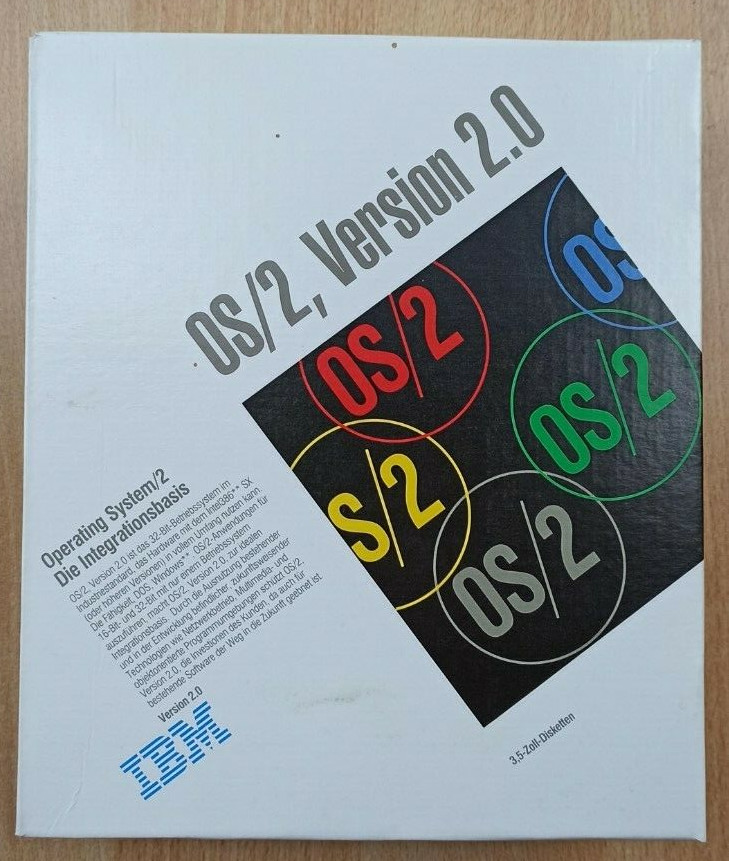 OS/2, Version 2.0
OS
OS/2
OS/2
S/2
OS/2
Operating System/2
Die Integrationsbasis
OS/2, Version 2.0 ist das 32-Bit-Betriebssystem im
Industriestandard, das Hardware mit dem Intel386** SX
(oder höheren Versionen) in vollem Umfang nutzen kann.
Die Fähigkeit, DOS, Windows**, OS/2-Anwendungen für
16-Bit- und 32-Bit mit nur einem Betriebssystem
auszuführen, macht OS/2, Version 2.0, zur idealen
Integrationsbasis. Durch die Ausnutzung bestehender
und in der Entwicklung befindlicher, zukunftsweisender
Technologien wie Netzwerkbetrieb, Multimedia- und
objektorientierte Programmumgebungen schützt OS/2,
Version 2.0, die Investitionen des Kunden, da auch für
bestehende Software der Weg in die Zukunft geebnet ist.
Version 2.0
IBM
3,5-Zoll-Disketten